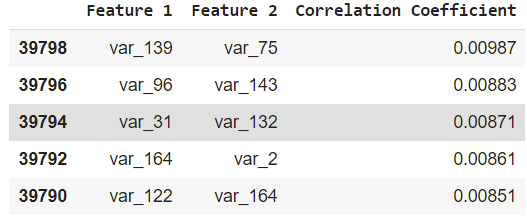 Feature 1 Feature 2 Correlation Coefficient
39798 var_139 var_75 0.00987
39796 var_96 var_143 0.00883
39794 var_31 var_132 0.00871
39792 var_164 var_2 0.00861
39790 var_122 var_164 0.00851